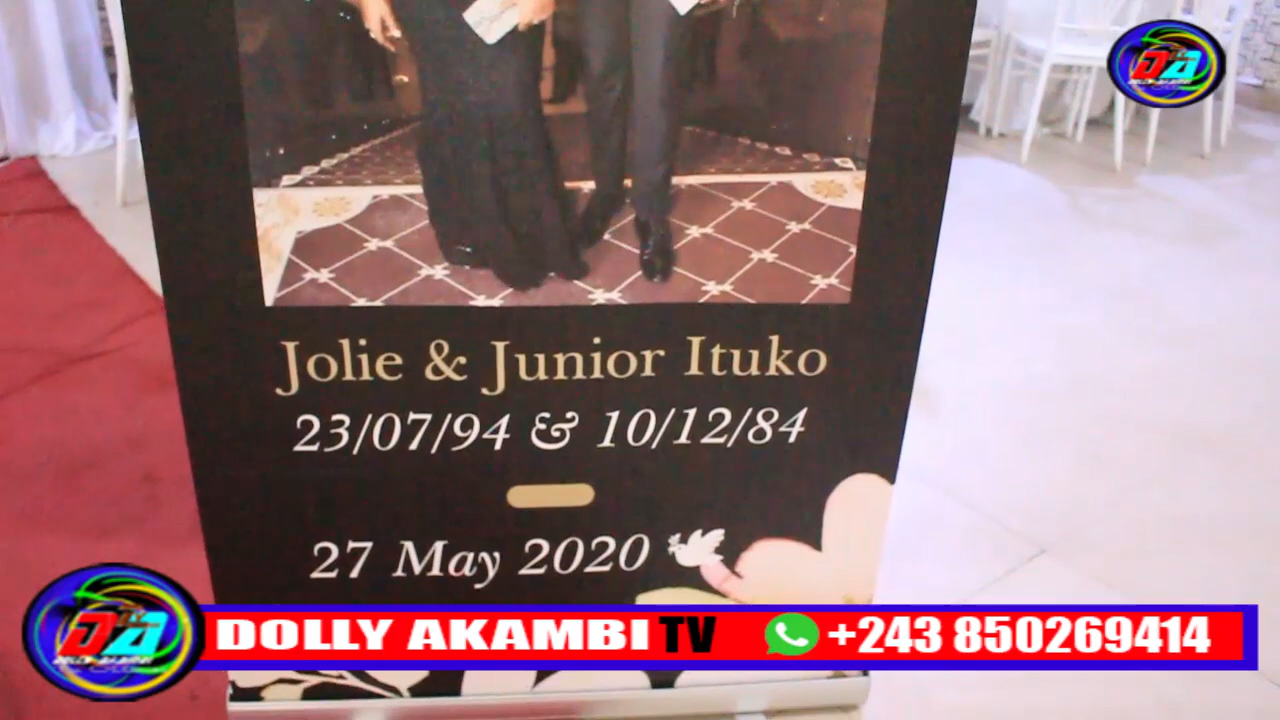 DA
Jolie & Junior Ituko
23/07/94 & 10/12/84
27 May 2020
DA
DOLLY AKAMBI TV +243 850269414